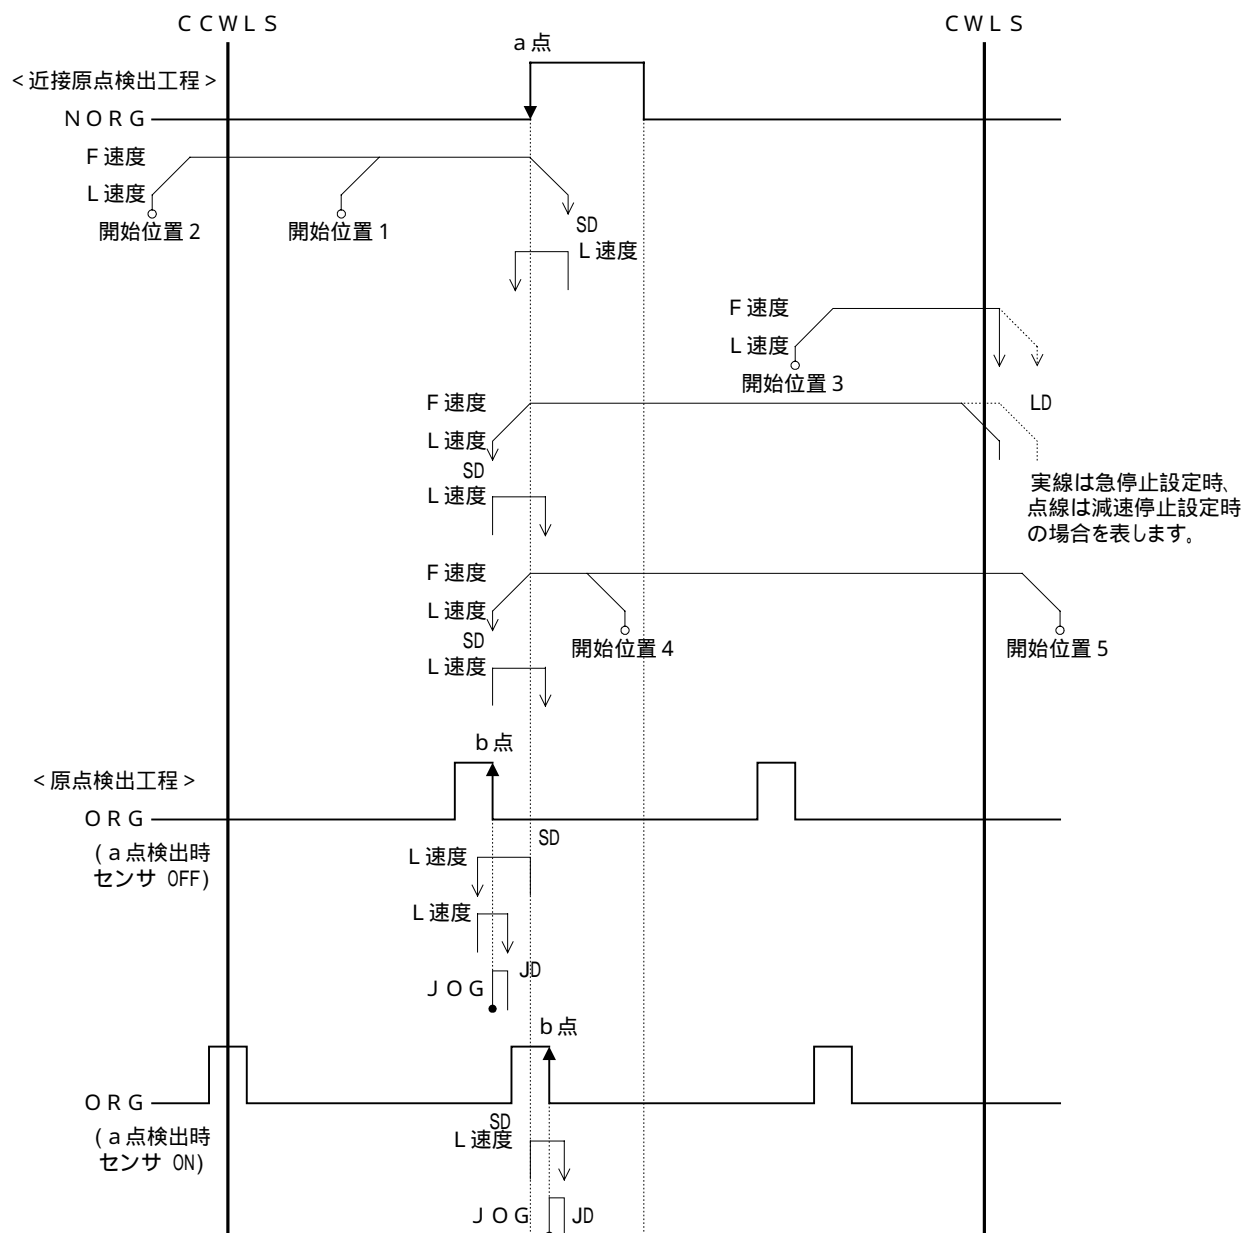 ＣＣＷＬＳ
ＣＷＬＳ
ａ点
＜近接原点検出工程＞
ＮＯＲＧ
Ｆ速度
Ｌ速度
開始位置２
開始位置１
SD
Ｌ速度
Ｆ速度
Ｌ速度
開始位置３
Ｆ速度
LD
Ｌ速度
SD
Ｌ速度
実線は急停止設定時、
点線は減速停止設定時
の場合を表します。
Ｆ速度
Ｌ速度
SD
開始位置４
開始位置５
Ｌ速度
ｂ点
＜原点検出工程＞
ＯＲＧ
(ａ点検出時
センサ OFF)
SD
Ｌ速度
Ｌ速度
JD
ＪＯＧ
ｂ点
ＯＲＧ
(ａ点検出時
センサ ON)
SD
Ｌ速度
ＪＯＧ
JD